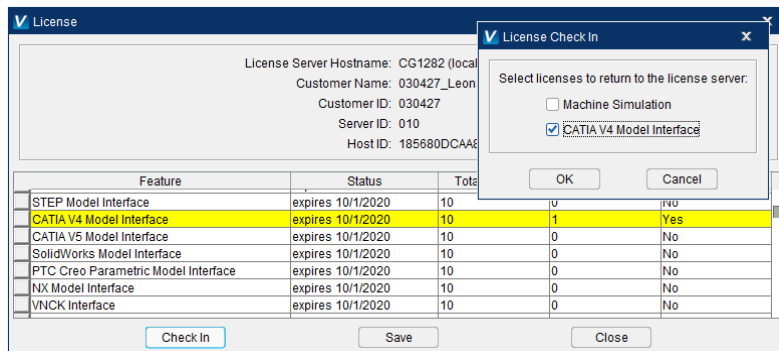 License
License Server Hostname: CG1282 (local
Customer Name: 030427_Leon
Customer ID: 030427
Server ID: 010
Host ID: 185680DCAA
License Check In
x
Select licenses to return to the license server:
Machine Simulation
CATIA V4 Model Interface
OK Cancel
Feature Status Tota
STEP Model Interface expires 10/1/2020 10 0 No
CATIA V4 Model Interface expires 10/1/2020 10 1 Yes
CATIA V5 Model Interface expires 10/1/2020 10 0 No
SolidWorks Model Interface expires 10/1/2020 10 0 No
PTC Creo Parametric Model Interface expires 10/1/2020 10 0 No
NX Model Interface expires 10/1/2020 10 0 No
VNCK Interface expires 10/1/2020 10 0 No
Check In Save Close